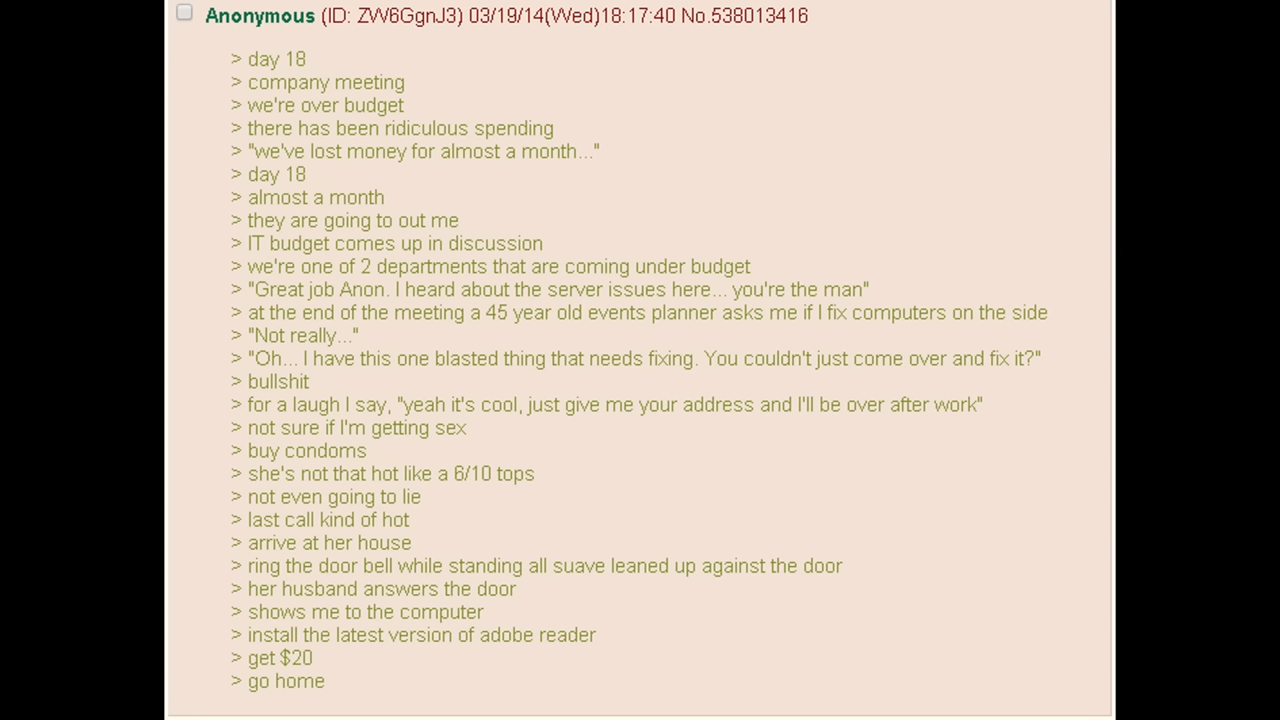 Anonymous (ID: ZW6GgnJ3) 03/19/14(Wed)18:17:40 No.538013416
> day 18
> company meeting
> we're over budget
> there has been ridiculous spending
> "we've lost money for almost a month..."
> day 18
> almost a month
> they are going to out me
> IT budget comes up in discussion
> we're one of 2 departments that are coming under budget
> "Great job Anon. I heard about the server issues here... you're the man"
> at the end of the meeting a 45 year old events planner asks me if I fix computers on the side
> "Not really..."
> "Oh... I have this one blasted thing that needs fixing. You couldn't just come over and fix it?"
> bullshit
> for a laugh I say, "yeah it's cool, just give me your address and I'll be over after work"
> not sure if I'm getting sex
> buy condoms
> she's not that hot like a 6/10 tops
> not even going to lie
> last call kind of hot
> arrive at her house
> ring the door bell while standing all suave leaned up against the door
> her husband answers the door
> shows me to the computer
> install the latest version of adobe reader
> get $20
> go home